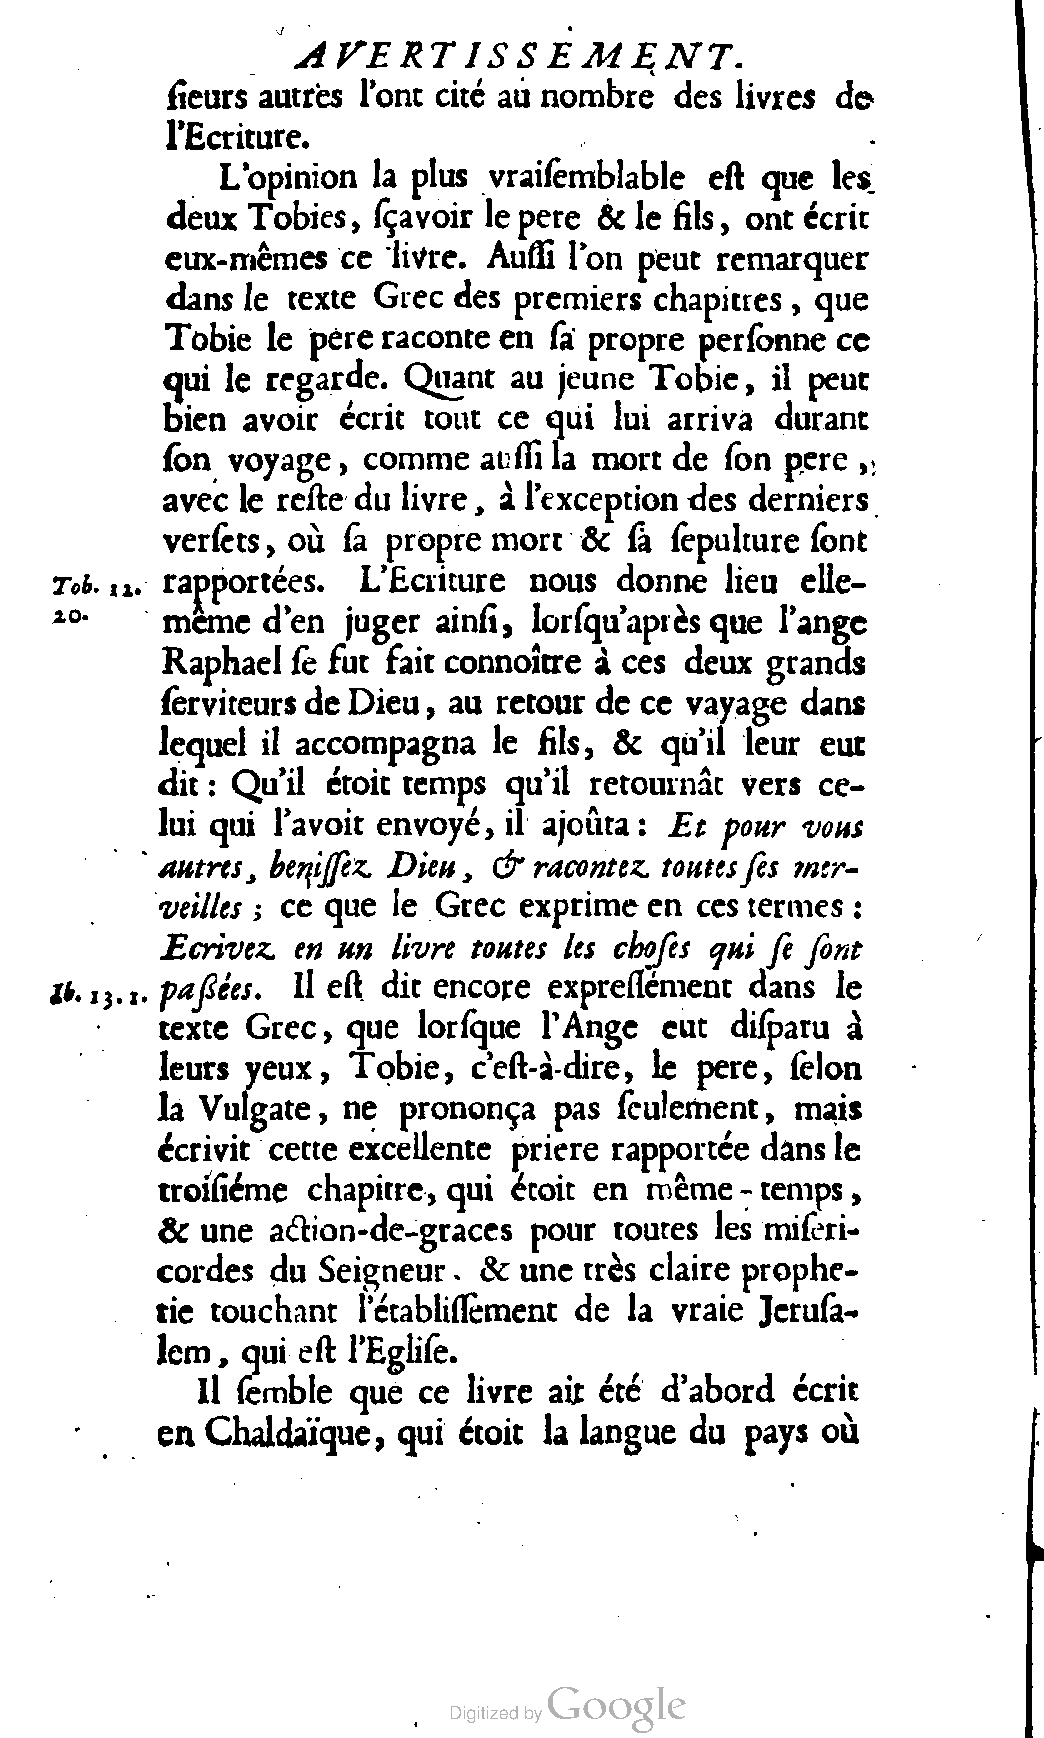 AVERTISSEMENT.
ſieurs autres l'ont cité au nombre des livres de
l'Ecriture.
L'opinion la plus vraiſemblable eſt que les
deux Tobies, ſçavoir le pere & le fils, ont écrit
eux-mêmes ce livre. Auſſi l'on peut remarquer
dans le texte Grec des premiers chapitres, que
Tobie le pere raconte en ſa propre perſonne ce
qui le regarde. Quant au jeune Tobie, il peut
bien avoir écrit tout ce qui lui arriva durant
ſon voyage, comme auſſi la mort de ſon pere,
avec le reſte du livre, à l'exception des derniers
verſets, où ſa propre mort & ſa ſepulture ſont
Tob. 12. rapportées. L'Ecriture nous donne lieu elle-
20. même d'en juger ainſi, lorſqu'après que l'ange
Raphael ſe fut fait connoître à ces deux grands
ſerviteurs de Dieu, au retour de ce vayage dans
lequel il accompagna le fils, & qu'il leur eut
dit : Qu'il étoit temps qu'il retournât vers ce-
lui qui l'avoit envoyé, il ajoûta : Et pour vous
autres, beniſſez Dieu, & racontez toutes ſes mer-
veilles ; ce que le Grec exprime en ces termes :
Ecrivez en un livre toutes les choſes qui ſe ſont
Ib. 13. 1. paßées. Il eſt dit encore expreſſément dans le
texte Grec, que lorſque l'Ange eut diſparu à
leurs yeux, Tobie, c'eſt-à-dire, le pere, ſelon
la Vulgate, ne prononça pas ſeulement, mais
écrivit cette excellente priere rapportée dans le
troiſiéme chapitre, qui étoit en même-temps,
& une action-de-graces pour toutes les miſeri-
cordes du Seigneur. & une très claire prophe-
tie touchant l'établiſſement de la vraie Jeruſa-
lem, qui eſt l'Egliſe.
Il ſemble que ce livre ait été d'abord écrit
en Chaldaïque, qui étoit la langue du pays où
Digitized by Google